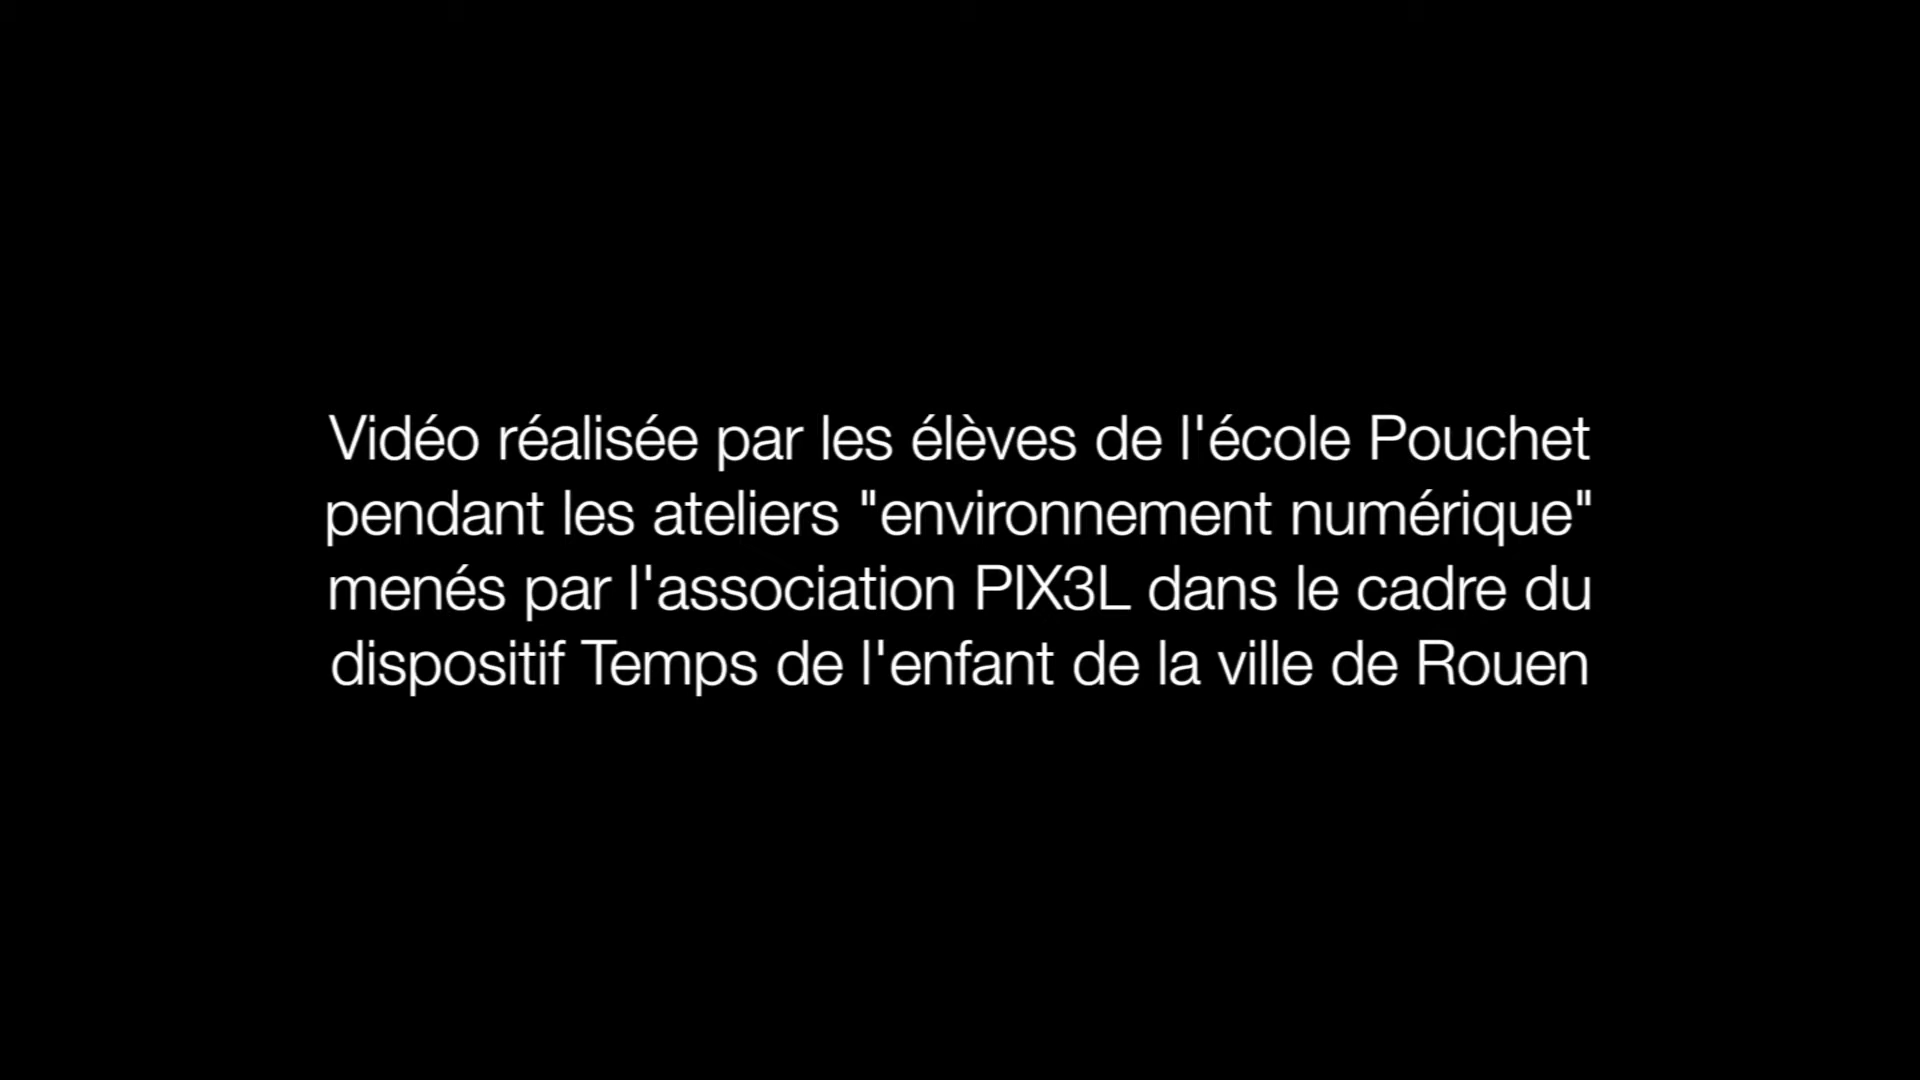 Vidéo réalisée par les élèves de l'école Pouchet
pendant les ateliers "environnement numérique"
menés par l'association PIX3L dans le cadre du
dispositif Temps de l'enfant de la ville de Rouen